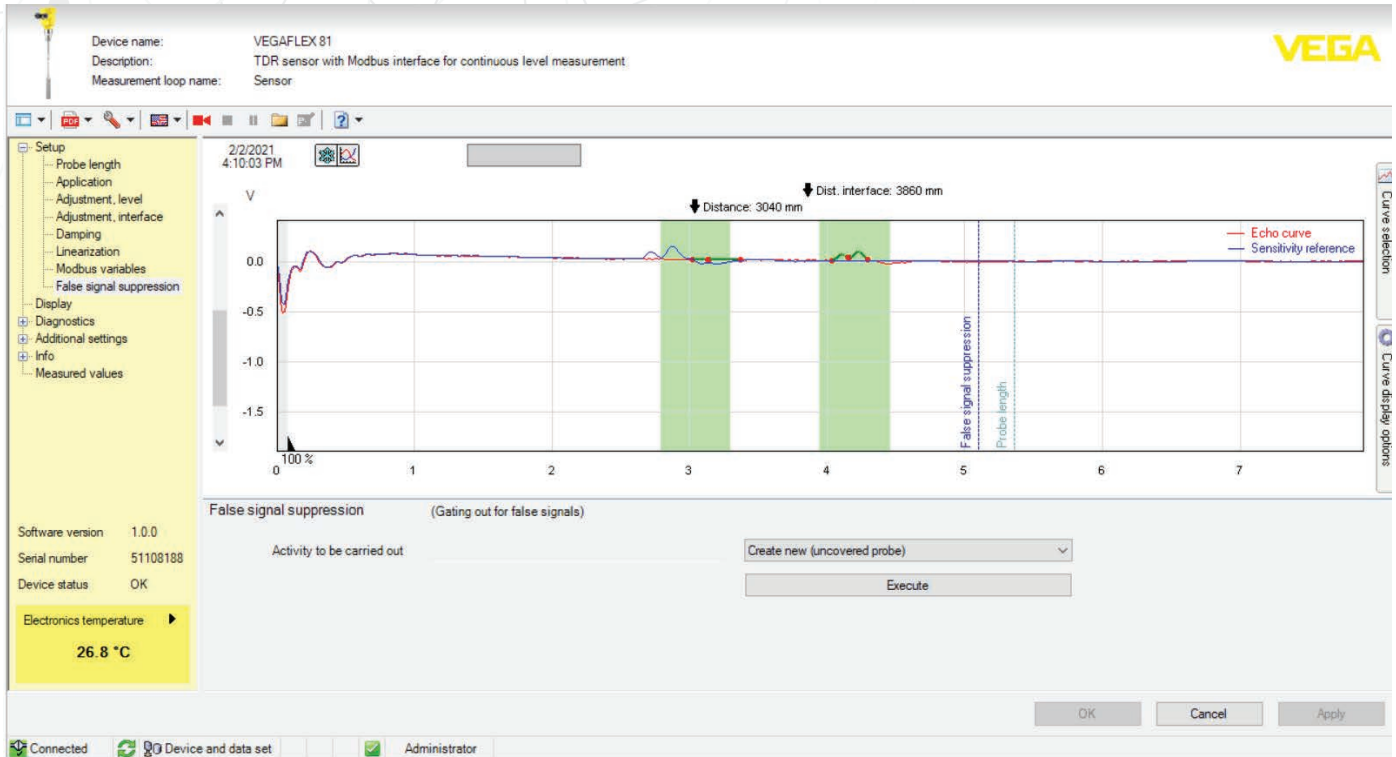 Device name: VEGAFLEX 81
Description: TDR sensor with Modbus interface for continuous level measurement
Measurement loop name: Sensor
VEGA
PDF
Setup
Probe length
Application
Adjustment, level
Adjustment, interface
Damping
Linearization
Modbus variables
False signal suppression
Display
Diagnostics
Additional settings
Info
Measured values
Software version 1.0.0
Serial number 51108188
Device status OK
Electronics temperature
26.8 °C
2/2/2021
4:10:03 PM
V
Dist. interface: 3860 mm
Distance: 3040 mm
Echo curve
Sensitivity reference
0.0
-0.5
-1.0
-1.5
False signal suppression
Probe length
100 %
0 1 2 3 4 5 6 7
Curve selection
Curve display options
False signal suppression (Gating out for false signals)
Activity to be carried out Create new (uncovered probe)
Execute
OK Cancel Apply
Connected Device and data set Administrator